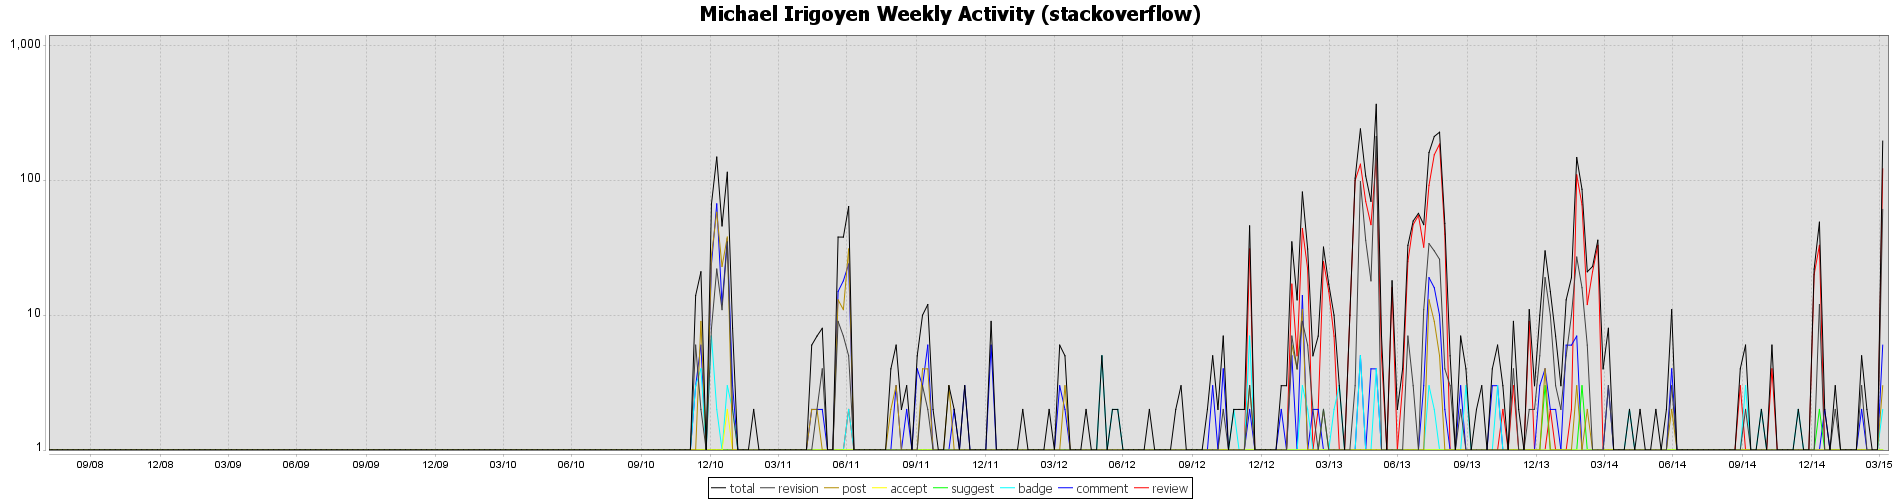 Michael Irigoyen Weekly Activity (stackoverflow)
1,000
100
10
1
09/08 12/08 03/09 06/09 09/09 12/09 03/10 06/10 09/10 12/10 03/11 06/11 09/11 12/11 03/12 06/12 09/12 12/12 03/13 06/13 09/13 12/13 03/14 06/14 09/14 12/14 03/15
total revision post accept suggest badge comment review